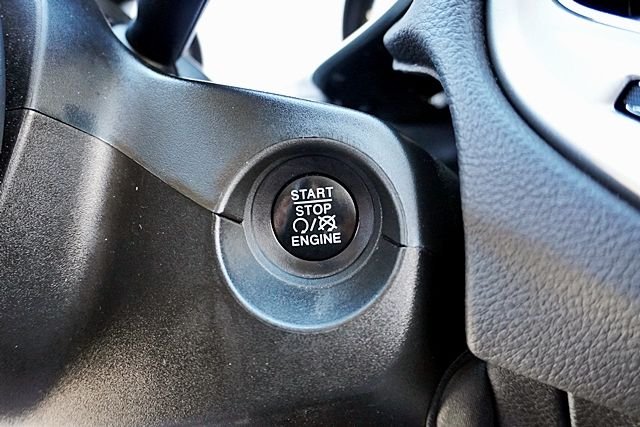 START
STOP
/
ENGINE